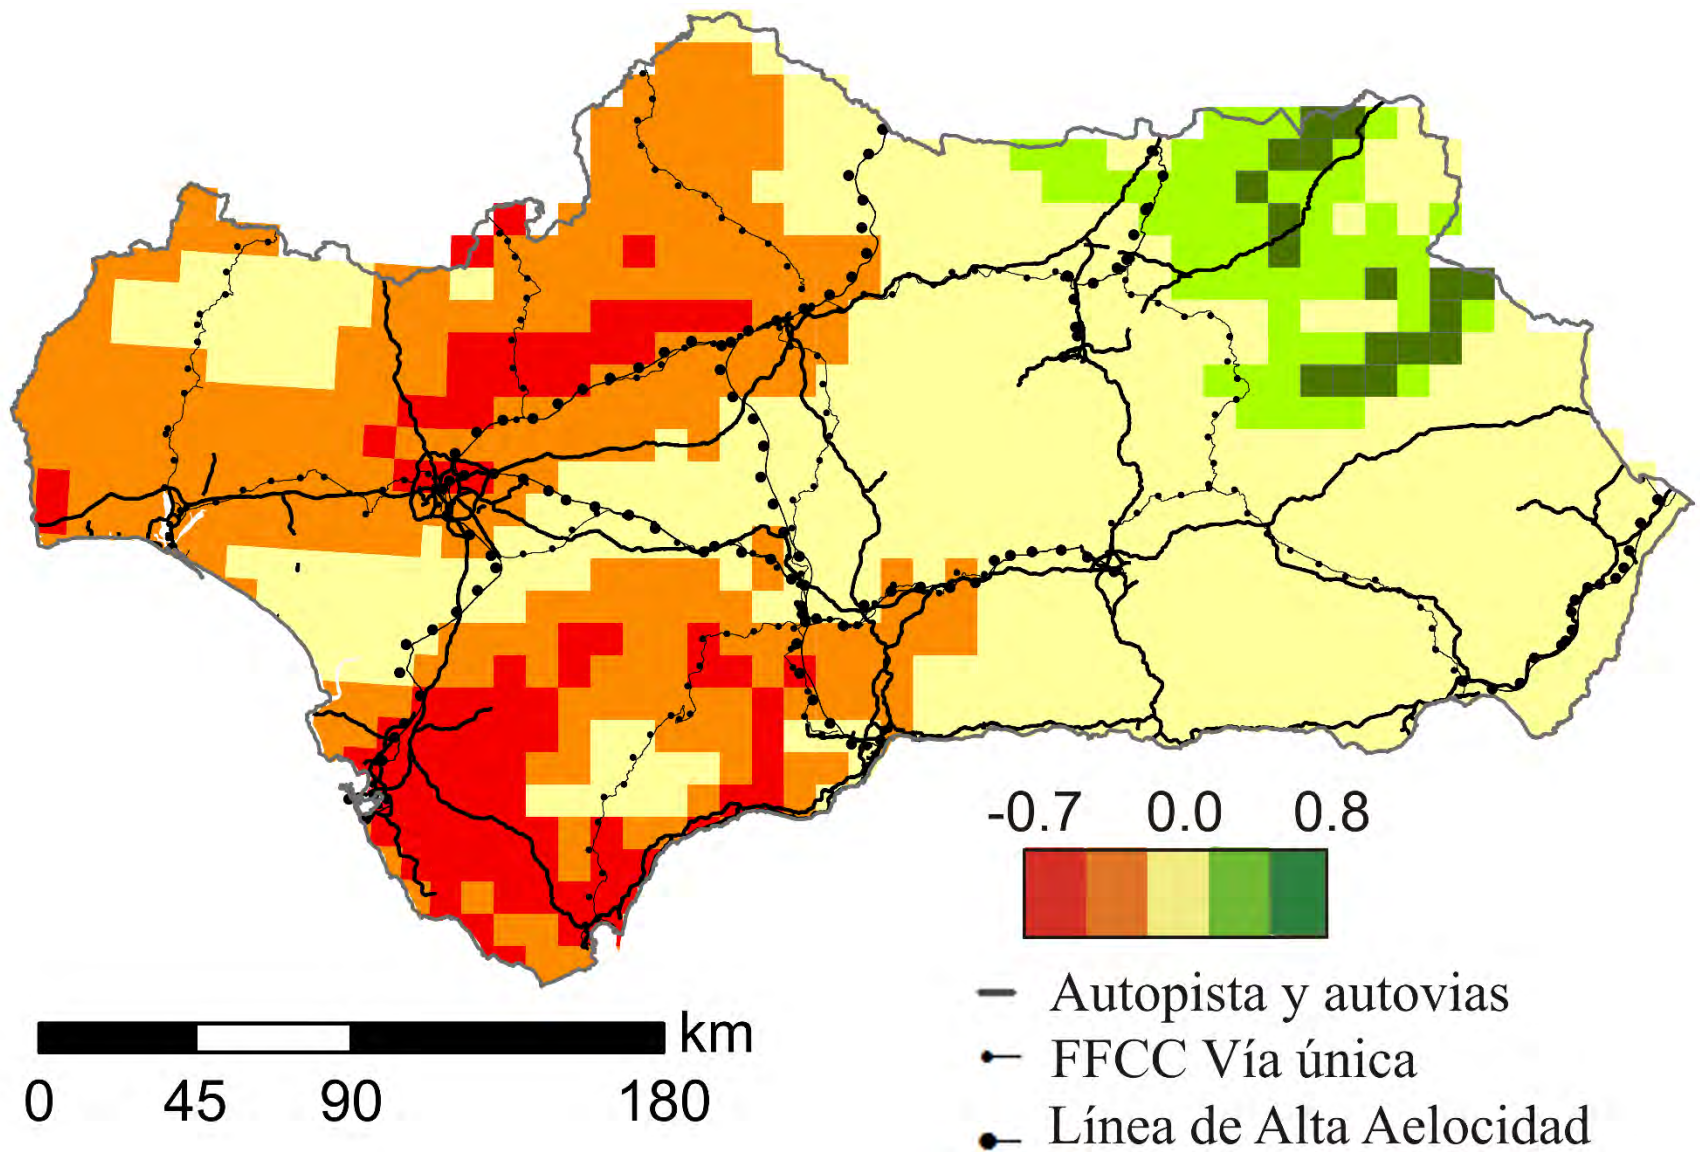 -0.7 0.0 0.8
Autopista y autovias
FFCC Vía única
Línea de Alta Aelocidad
km
0 45 90 180